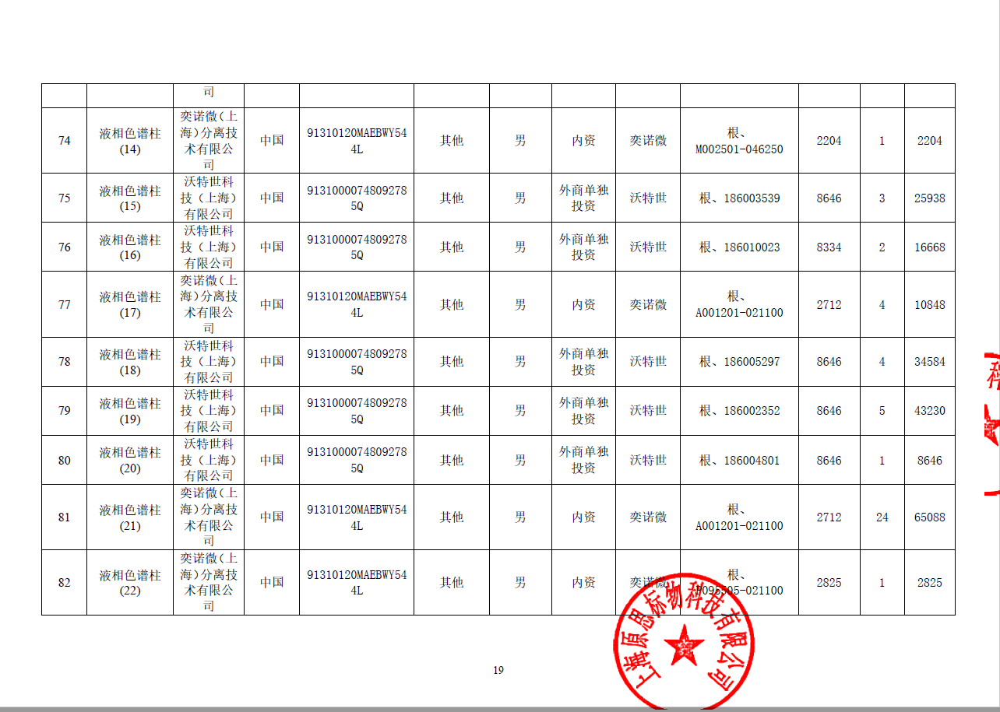 司
74 液相色谱柱(14) 奕诺微（上海）分离技术有限公司 中国 91310120MAEBWY544L 其他 男 内资 奕诺微 根、M002501-046250 2204 1 2204
75 液相色谱柱(15) 沃特世科技（上海）有限公司 中国 91310000748092785Q 其他 男 外商单独投资 沃特世 根、186003539 8646 3 25938
76 液相色谱柱(16) 沃特世科技（上海）有限公司 中国 91310000748092785Q 其他 男 外商单独投资 沃特世 根、186010023 8334 2 16668
77 液相色谱柱(17) 奕诺微（上海）分离技术有限公司 中国 91310120MAEBWY544L 其他 男 内资 奕诺微 根、A001201-021100 2712 4 10848
78 液相色谱柱(18) 沃特世科技（上海）有限公司 中国 91310000748092785Q 其他 男 外商单独投资 沃特世 根、186005297 8646 4 34584
79 液相色谱柱(19) 沃特世科技（上海）有限公司 中国 91310000748092785Q 其他 男 外商单独投资 沃特世 根、186002352 8646 5 43230
80 液相色谱柱(20) 沃特世科技（上海）有限公司 中国 91310000748092785Q 其他 男 外商单独投资 沃特世 根、186004801 8646 1 8646
81 液相色谱柱(21) 奕诺微（上海）分离技术有限公司 中国 91310120MAEBWY544L 其他 男 内资 奕诺微 根、A001201-021100 2712 24 65088
82 液相色谱柱(22) 奕诺微（上海）分离技术有限公司 中国 91310120MAEBWY544L 其他 男 内资 奕诺微 根、P095505-021100 2825 1 2825
上海原思标物科技有限公司
19